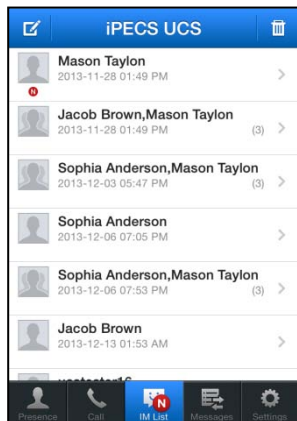 iPECS UCS
Mason Taylon
2013-11-28 01:49 PM
N
Jacob Brown,Mason Taylon
2013-11-28 01:49 PM (3)
Sophia Anderson,Mason Taylon
2013-12-03 05:47 PM (3)
Sophia Anderson
2013-12-06 07:05 PM
Sophia Anderson,Mason Taylon
2013-12-06 07:53 PM (3)
Jacob Brown
2013-12-13 01:53 AM
N
Presence Call IM List Messages Settings